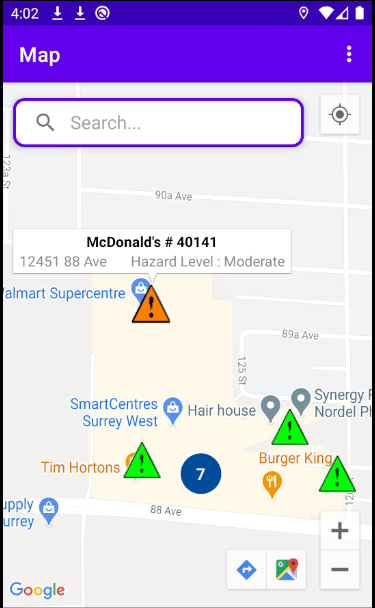 4:02
Map
Search...
123a St
90a Ave
McDonald's # 40141
12451 88 Ave Hazard Level : Moderate
Walmart Supercentre
89a Ave
125 St
SmartCentres
Surrey West
Hair house
Synergy
Nordel
Tim Hortons
7
Burger King
88 Ave
upply
urrey
Google